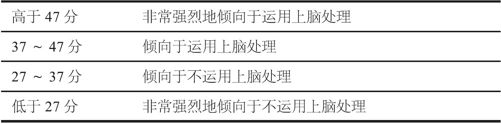 高于 47 分 非常强烈地倾向于运用上脑处理
37 ~ 47 分 倾向于运用上脑处理
27 ~ 37 分 倾向于不运用上脑处理
低于 27 分 非常强烈地倾向于不运用上脑处理